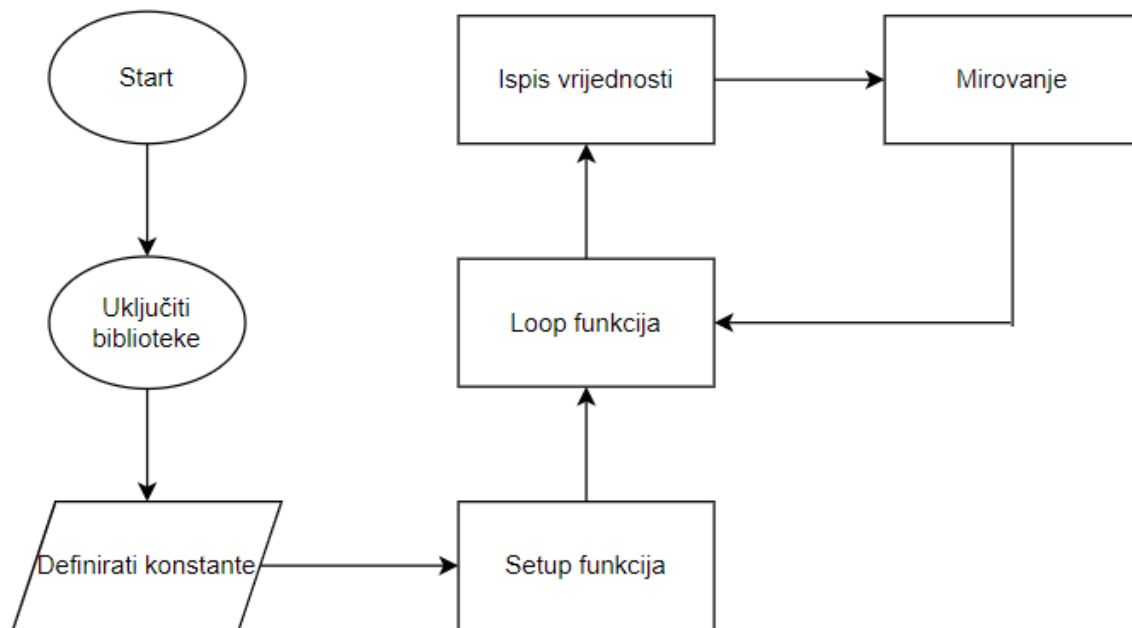 Start
Uključiti
biblioteke
Definirati konstante
Setup funkcija
Loop funkcija
Ispis vrijednosti
Mirovanje